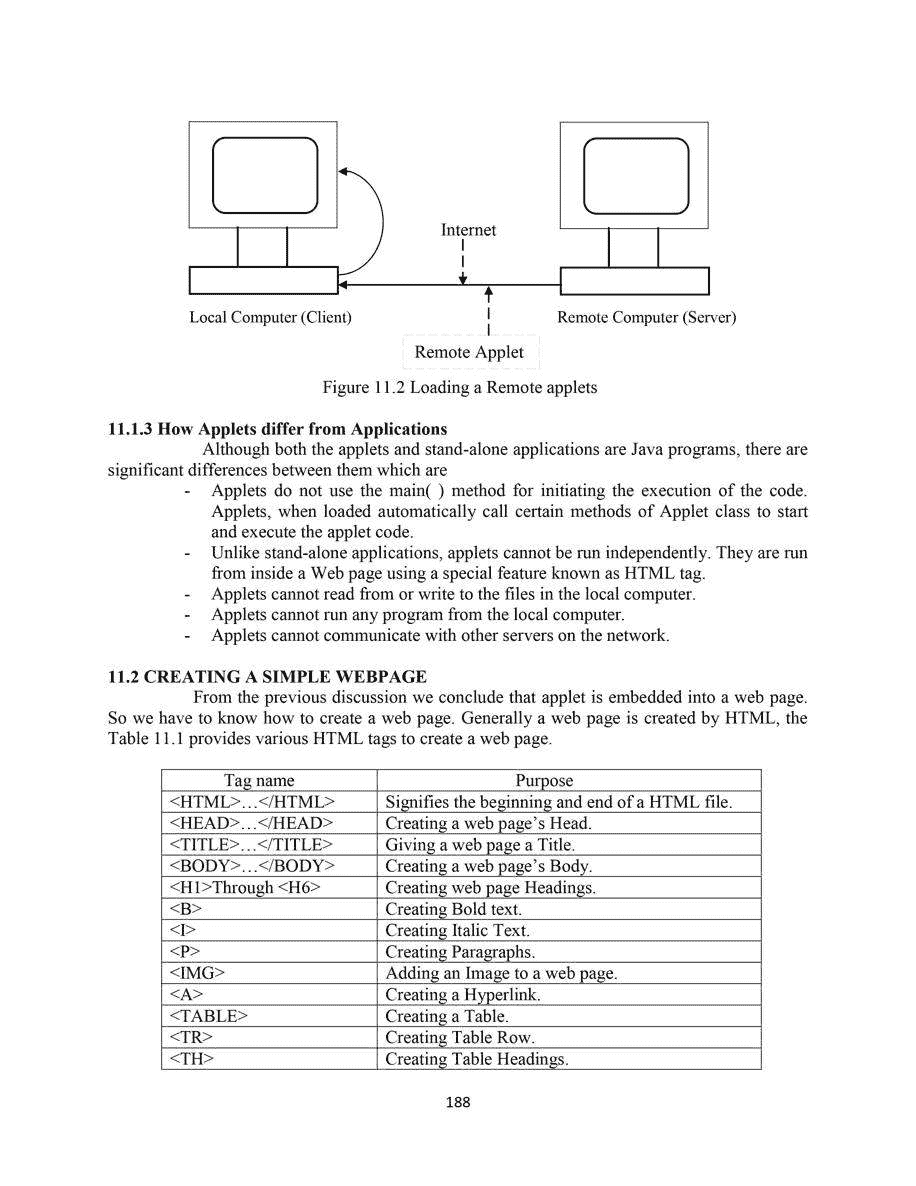 Internet
Local Computer (Client)
Remote Computer (Server)
Remote Applet
Figure 11.2 Loading a Remote applets
11.1.3 How Applets differ from Applications
Although both the applets and stand-alone applications are Java programs, there are
significant differences between them which are
- Applets do not use the main( ) method for initiating the execution of the code.
Applets, when loaded automatically call certain methods of Applet class to start
and execute the applet code.
- Unlike stand-alone applications, applets cannot be run independently. They are run
from inside a Web page using a special feature known as HTML tag.
- Applets cannot read from or write to the files in the local computer.
- Applets cannot run any program from the local computer.
- Applets cannot communicate with other servers on the network.
11.2 CREATING A SIMPLE WEBPAGE
From the previous discussion we conclude that applet is embedded into a web page.
So we have to know how to create a web page. Generally a web page is created by HTML, the
Table 11.1 provides various HTML tags to create a web page.
Tag name Purpose
<HTML>…</HTML> Signifies the beginning and end of a HTML file.
<HEAD>…</HEAD> Creating a web page’s Head.
<TITLE>…</TITLE> Giving a web page a Title.
<BODY>…</BODY> Creating a web page’s Body.
<H1>Through <H6> Creating web page Headings.
<B> Creating Bold text.
<I> Creating Italic Text.
<P> Creating Paragraphs.
<IMG> Adding an Image to a web page.
<A> Creating a Hyperlink.
<TABLE> Creating a Table.
<TR> Creating Table Row.
<TH> Creating Table Headings.
188